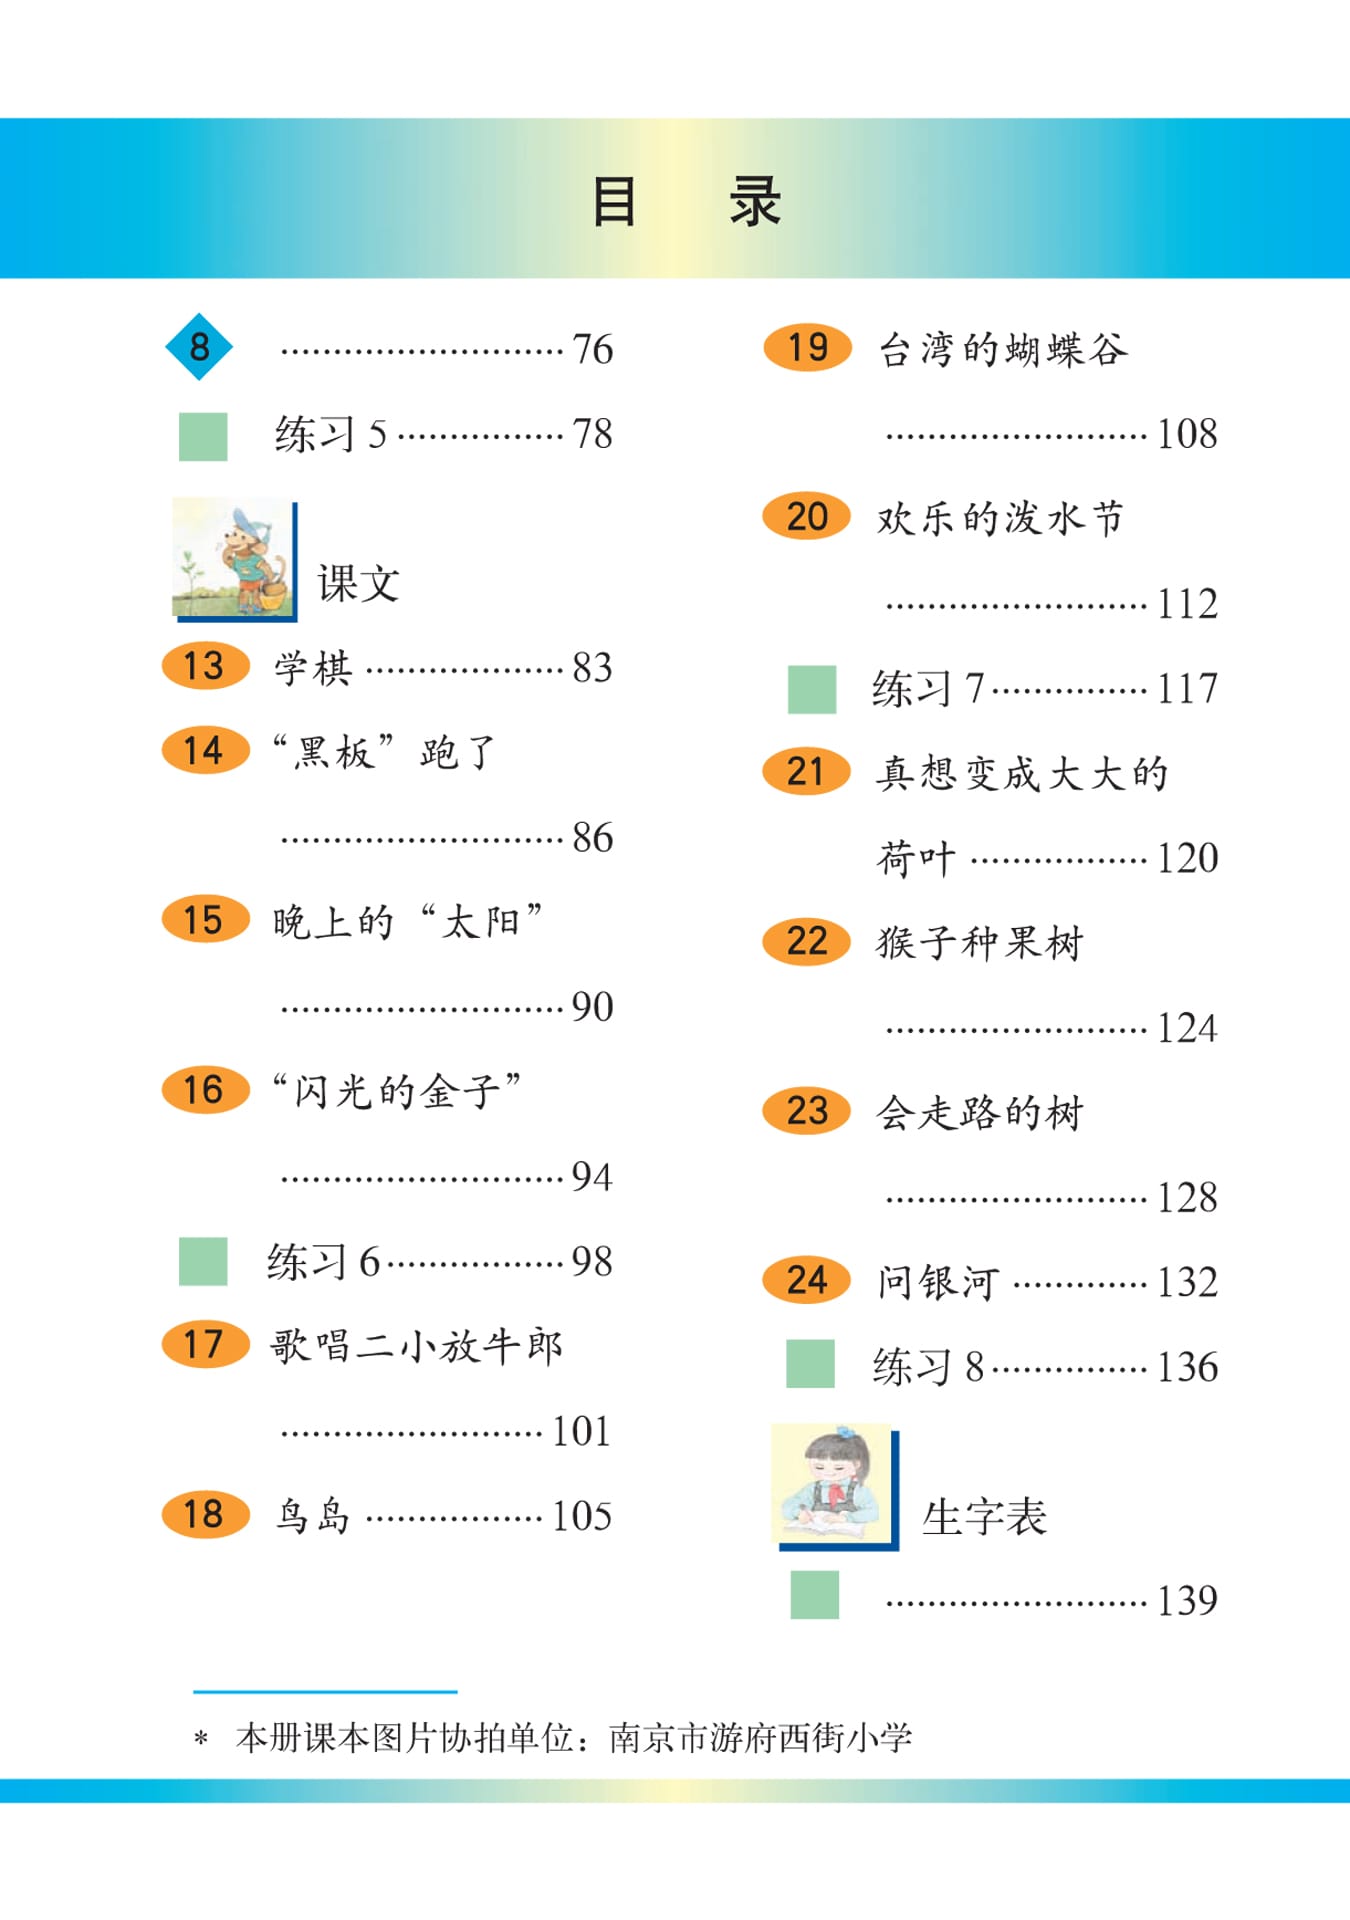 目 录
8 ………………………76
练习 5……………78
课文
13 学棋………………83
14 “黑板”跑了
………………………86
15 晚上的“太阳”
………………………90
16 “闪光的金子”
………………………94
练习 6……………98
17 歌唱二小放牛郎
……………………101
18 鸟岛……………105
19 台湾的蝴蝶谷
……………………108
20 欢乐的泼水节
……………………112
练习 7……………117
21 真想变成大大的
荷叶……………120
22 猴子种果树
……………………124
23 会走路的树
……………………128
24 问银河…………132
练习 8……………136
生字表
……………………139
* 本册课本图片协拍单位：南京市游府西街小学